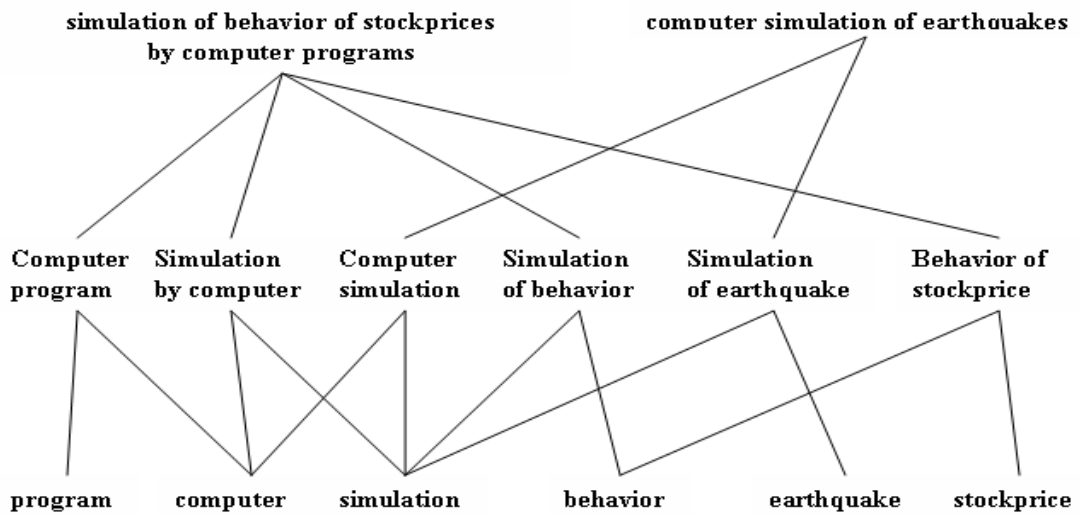 simulation of behavior of stockprices
by computer programs
computer simulation of earthquakes
Computer
program
Simulation
by computer
Computer
simulation
Simulation
of behavior
Simulation
of earthquake
Behavior of
stockprice
program
computer
simulation
behavior
earthquake
stockprice